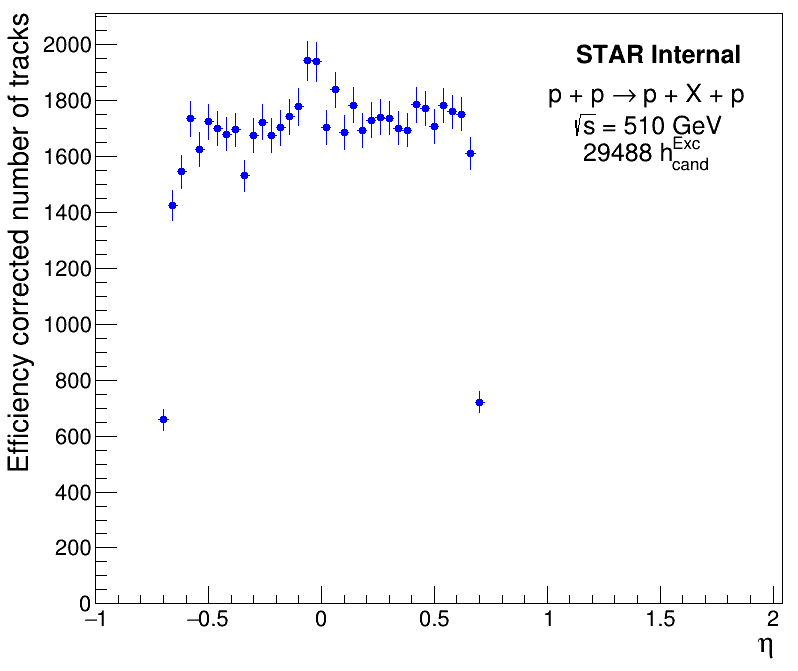 Efficiency corrected number of tracks
2000
1800
1600
1400
1200
1000
800
600
400
200
0
STAR Internal
p + p → p + X + p
√s = 510 GeV
29488 h^Exc_cand
−1 −0.5 0 0.5 1 1.5 2
η